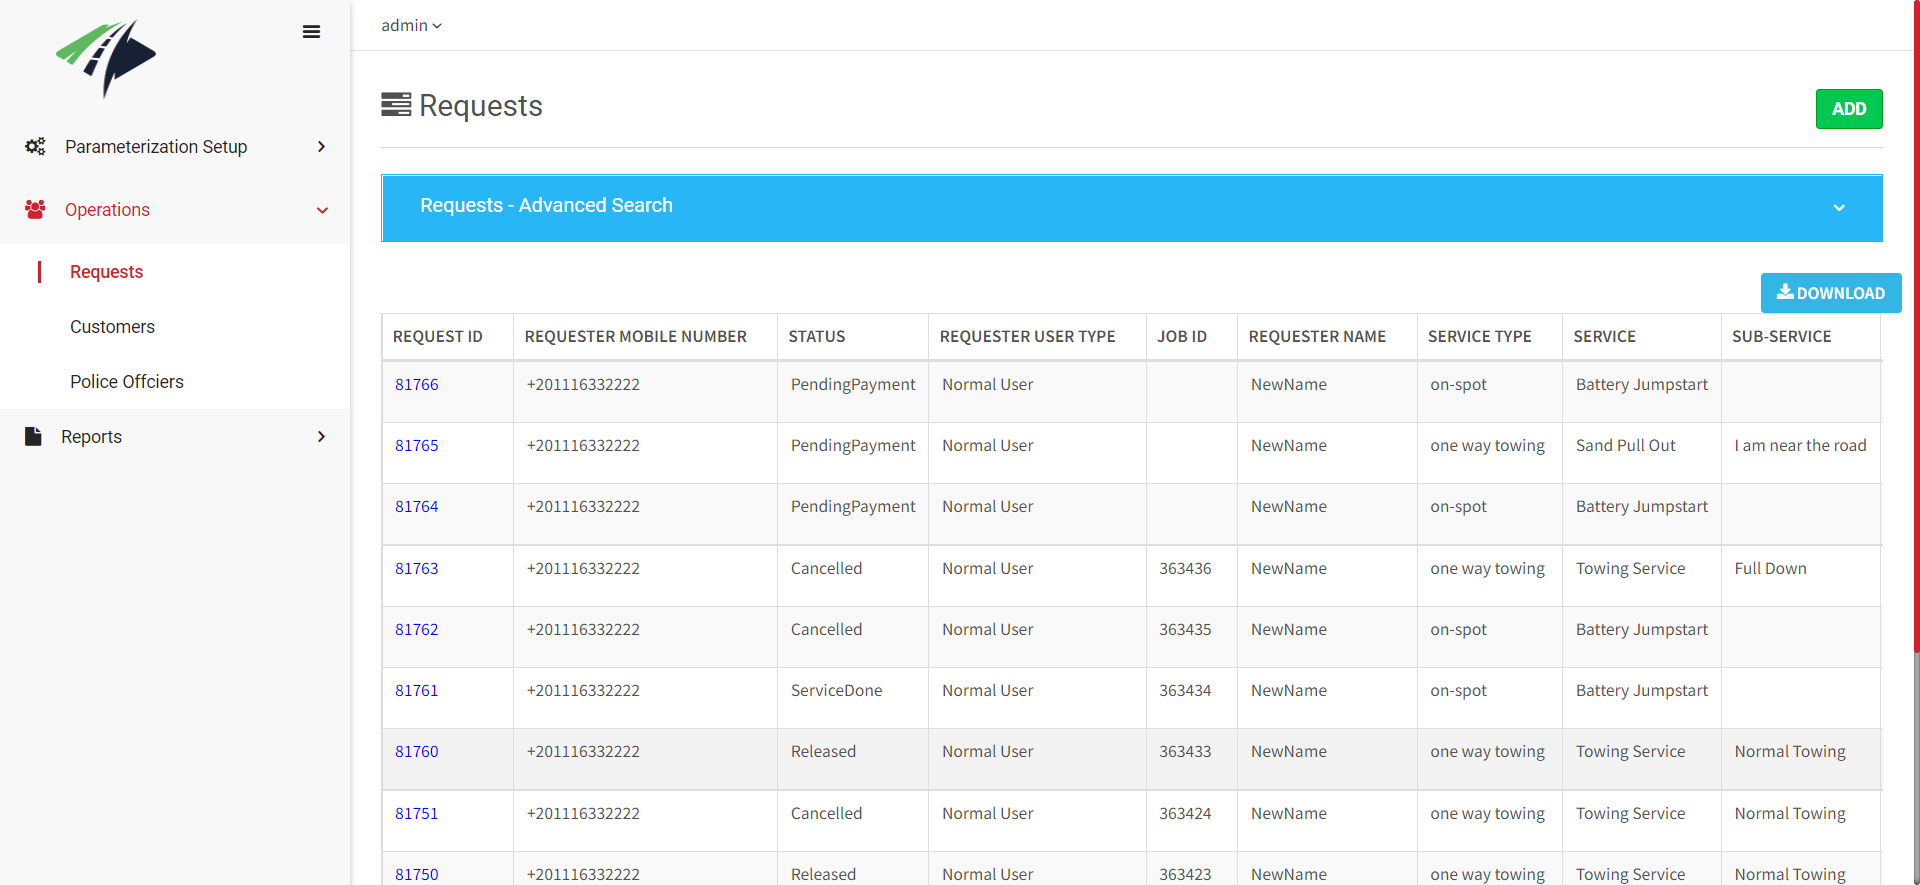 admin
Requests
ADD
Parameterization Setup
Operations
Requests
Customers
Police Offciers
Reports
Requests - Advanced Search
DOWNLOAD
REQUEST ID REQUESTER MOBILE NUMBER STATUS REQUESTER USER TYPE JOB ID REQUESTER NAME SERVICE TYPE SERVICE SUB-SERVICE
81766 +201116332222 PendingPayment Normal User NewName on-spot Battery Jumpstart
81765 +201116332222 PendingPayment Normal User NewName one way towing Sand Pull Out I am near the road
81764 +201116332222 PendingPayment Normal User NewName on-spot Battery Jumpstart
81763 +201116332222 Cancelled Normal User 363436 NewName one way towing Towing Service Full Down
81762 +201116332222 Cancelled Normal User 363435 NewName on-spot Battery Jumpstart
81761 +201116332222 ServiceDone Normal User 363434 NewName on-spot Battery Jumpstart
81760 +201116332222 Released Normal User 363433 NewName one way towing Towing Service Normal Towing
81751 +201116332222 Cancelled Normal User 363424 NewName one way towing Towing Service Normal Towing
81750 +201116332222 Released Normal User 363423 NewName one way towing Towing Service Normal Towing